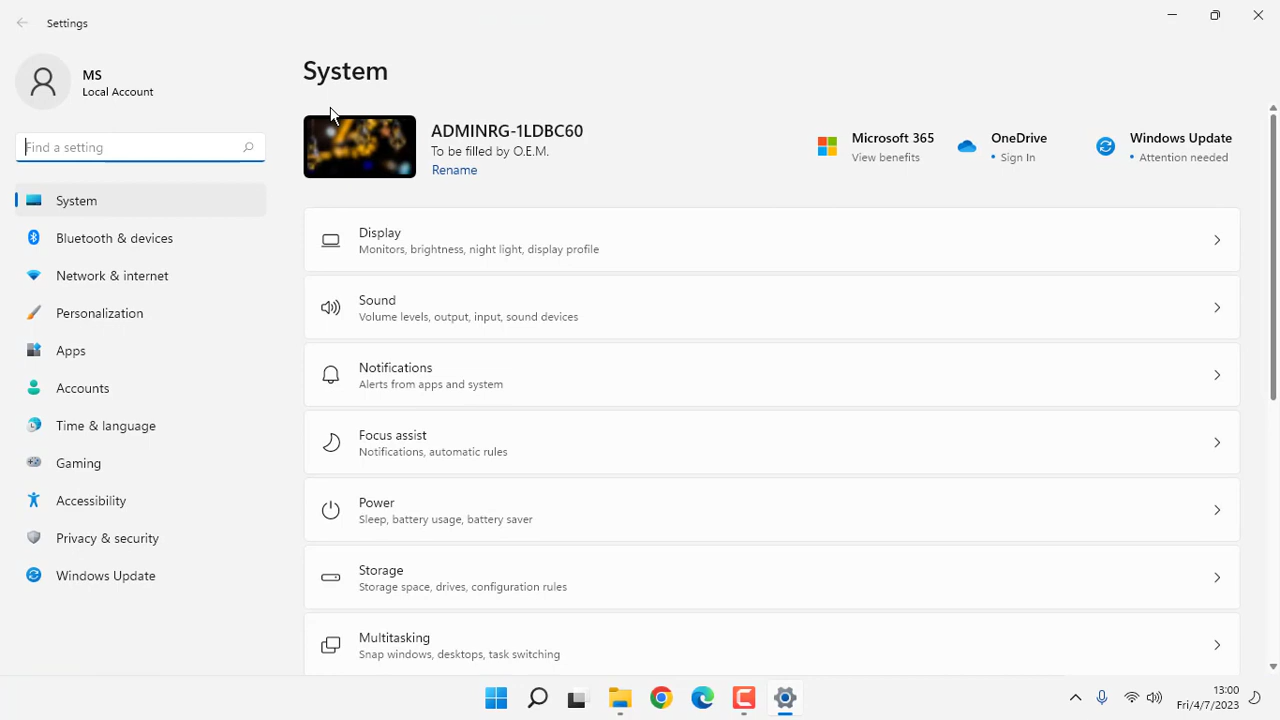 Settings
MS
Local Account
Find a setting
System
Bluetooth & devices
Network & internet
Personalization
Apps
Accounts
Time & language
Gaming
Accessibility
Privacy & security
Windows Update
System
ADMINRG-1LDBC60
To be filled by O.E.M.
Rename
Microsoft 365
View benefits
OneDrive
• Sign In
Windows Update
• Attention needed
Display
Monitors, brightness, night light, display profile
Sound
Volume levels, output, input, sound devices
Notifications
Alerts from apps and system
Focus assist
Notifications, automatic rules
Power
Sleep, battery usage, battery saver
Storage
Storage space, drives, configuration rules
Multitasking
Snap windows, desktops, task switching
13:00
Fri/4/7/2023